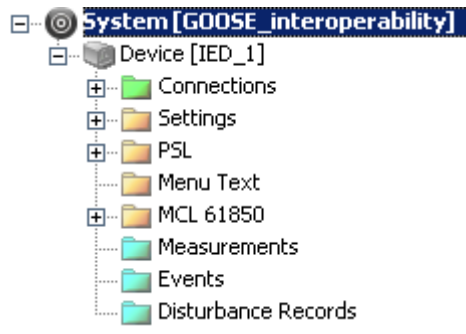 System [GOOSE_interoperability]
Device [IED_1]
Connections
Settings
PSL
Menu Text
MCL 61850
Measurements
Events
Disturbance Records